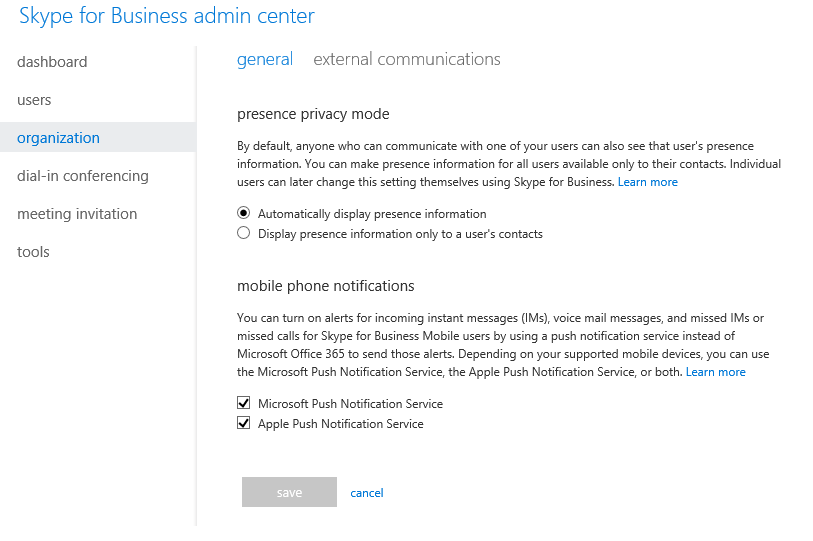 Skype for Business admin center
dashboard
users
organization
dial-in conferencing
meeting invitation
tools
general external communications
presence privacy mode
By default, anyone who can communicate with one of your users can also see that user's presence
information. You can make presence information for all users available only to their contacts. Individual
users can later change this setting themselves using Skype for Business. Learn more
Automatically display presence information
Display presence information only to a user's contacts
mobile phone notifications
You can turn on alerts for incoming instant messages (IMs), voice mail messages, and missed IMs or
missed calls for Skype for Business Mobile users by using a push notification service instead of
Microsoft Office 365 to send those alerts. Depending on your supported mobile devices, you can use
the Microsoft Push Notification Service, the Apple Push Notification Service, or both. Learn more
Microsoft Push Notification Service
Apple Push Notification Service
save cancel